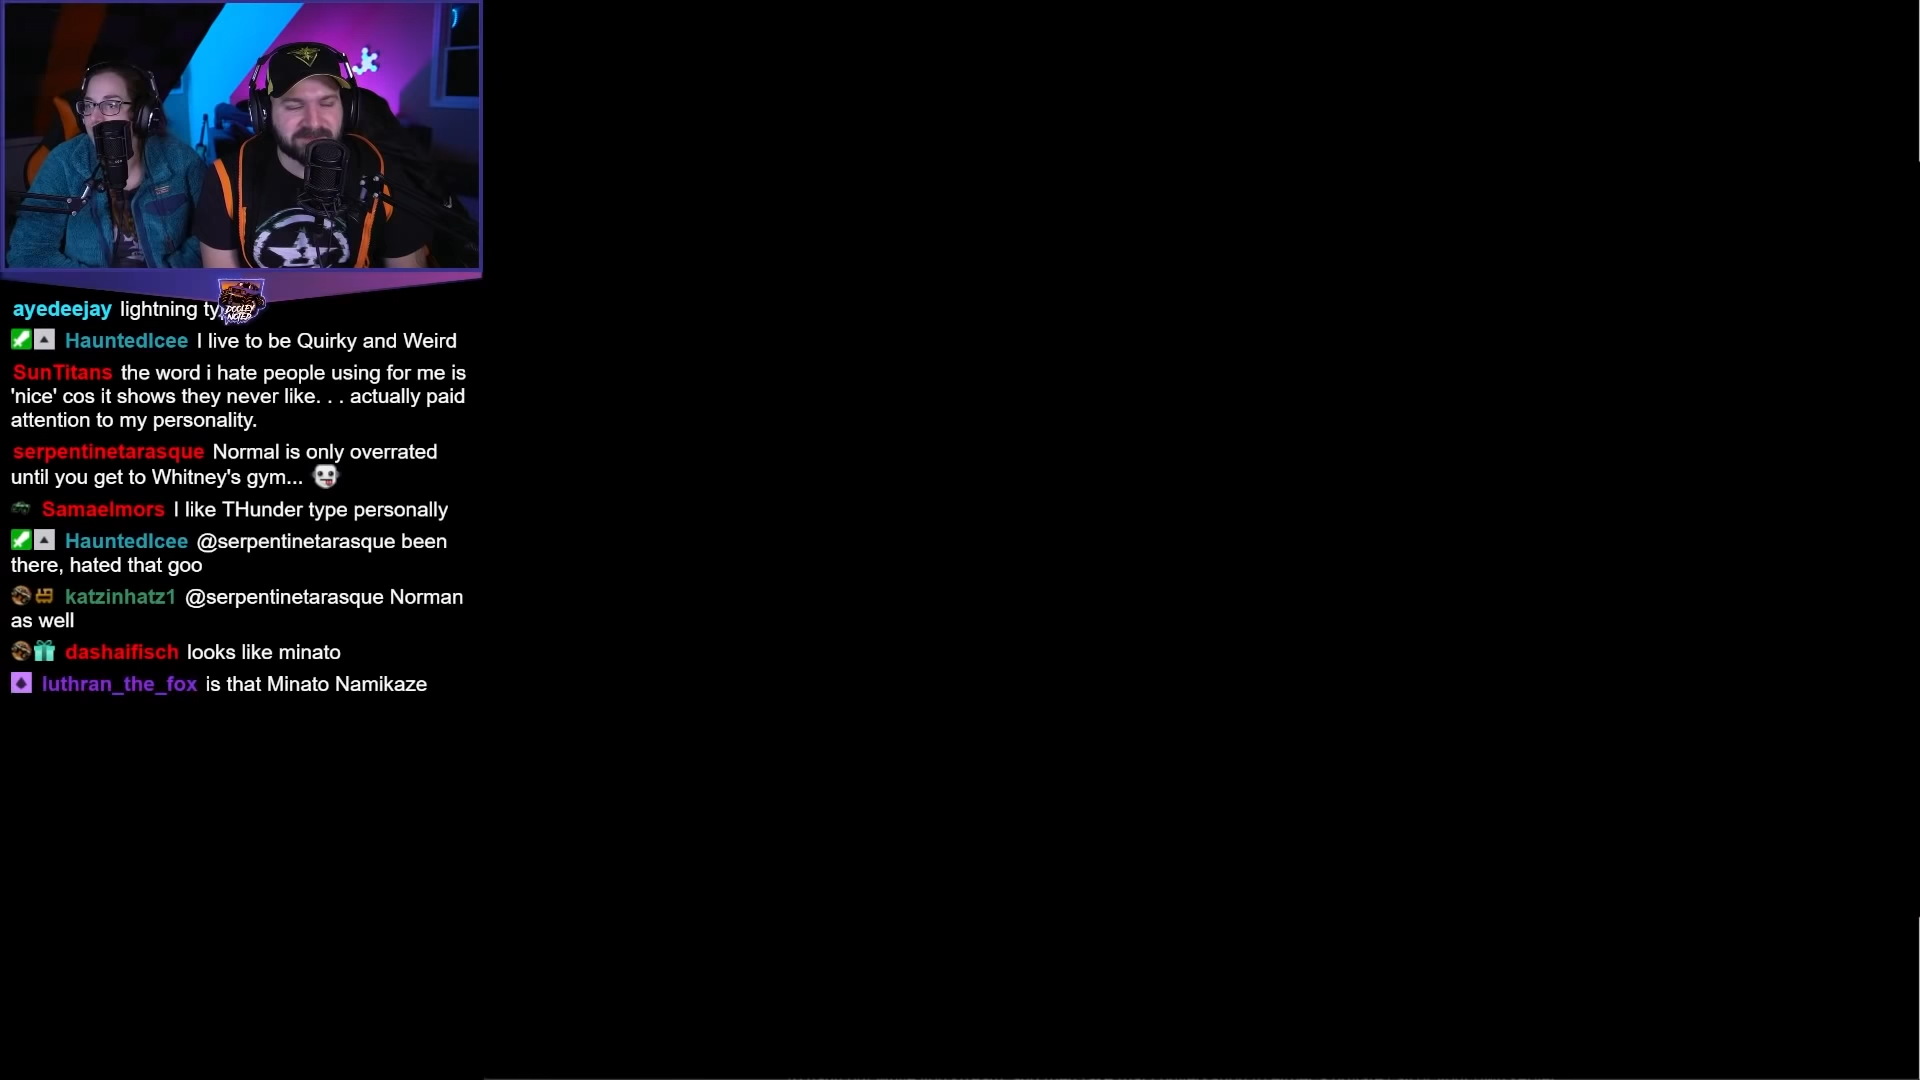 DOOLEY
NOTED
ayedeejay lightning ty
HauntedIcee I live to be Quirky and Weird
SunTitans the word i hate people using for me is
'nice' cos it shows they never like. . . actually paid
attention to my personality.
serpentinetarasque Normal is only overrated
until you get to Whitney's gym...
Samaelmors I like THunder type personally
HauntedIcee @serpentinetarasque been
there, hated that goo
katzinhatz1 @serpentinetarasque Norman
as well
dashaifisch looks like minato
luthran_the_fox is that Minato Namikaze